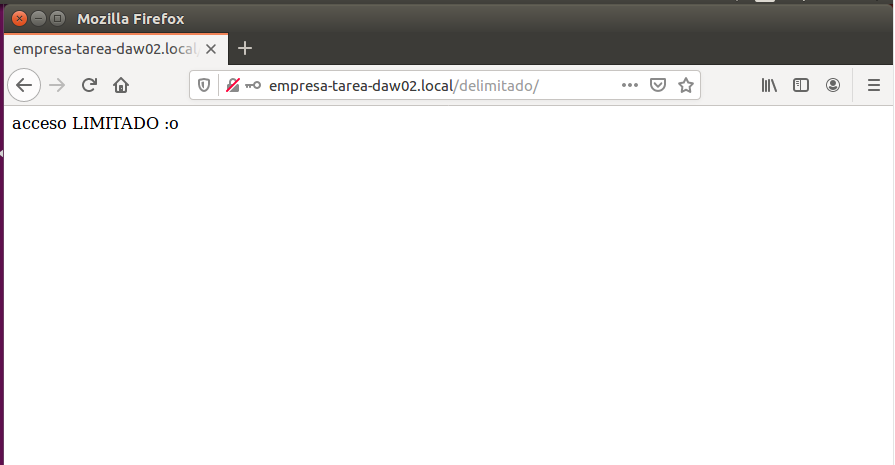 Mozilla Firefox
empresa-tarea-daw02.local/
empresa-tarea-daw02.local/delimitado/
acceso LIMITADO :o